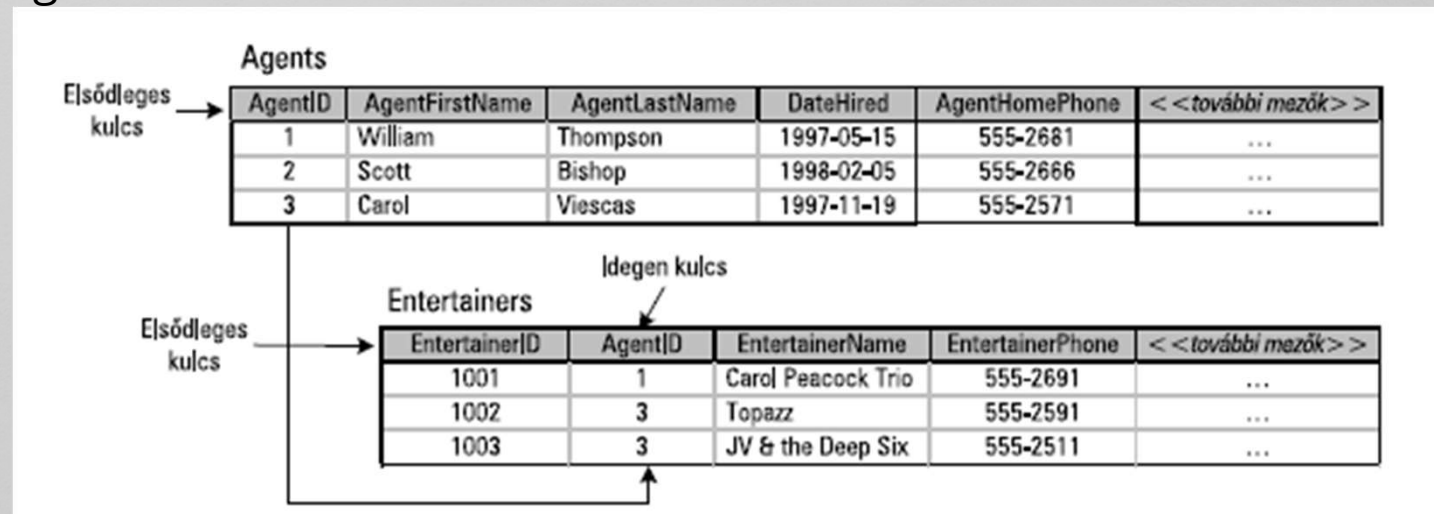 Agents
Elsődleges
kulcs
AgentID AgentFirstName AgentLastName DateHired AgentHomePhone <<további mezők>>
1 William Thompson 1997-05-15 555-2681 ...
2 Scott Bishop 1998-02-05 555-2666 ...
3 Carol Viescas 1997-11-19 555-2571 ...
Idegen kulcs
Entertainers
Elsődleges
kulcs
EntertainerID AgentID EntertainerName EntertainerPhone <<további mezők>>
1001 1 Carol Peacock Trio 555-2691 ...
1002 3 Topazz 555-2591 ...
1003 3 JV & the Deep Six 555-2511 ...